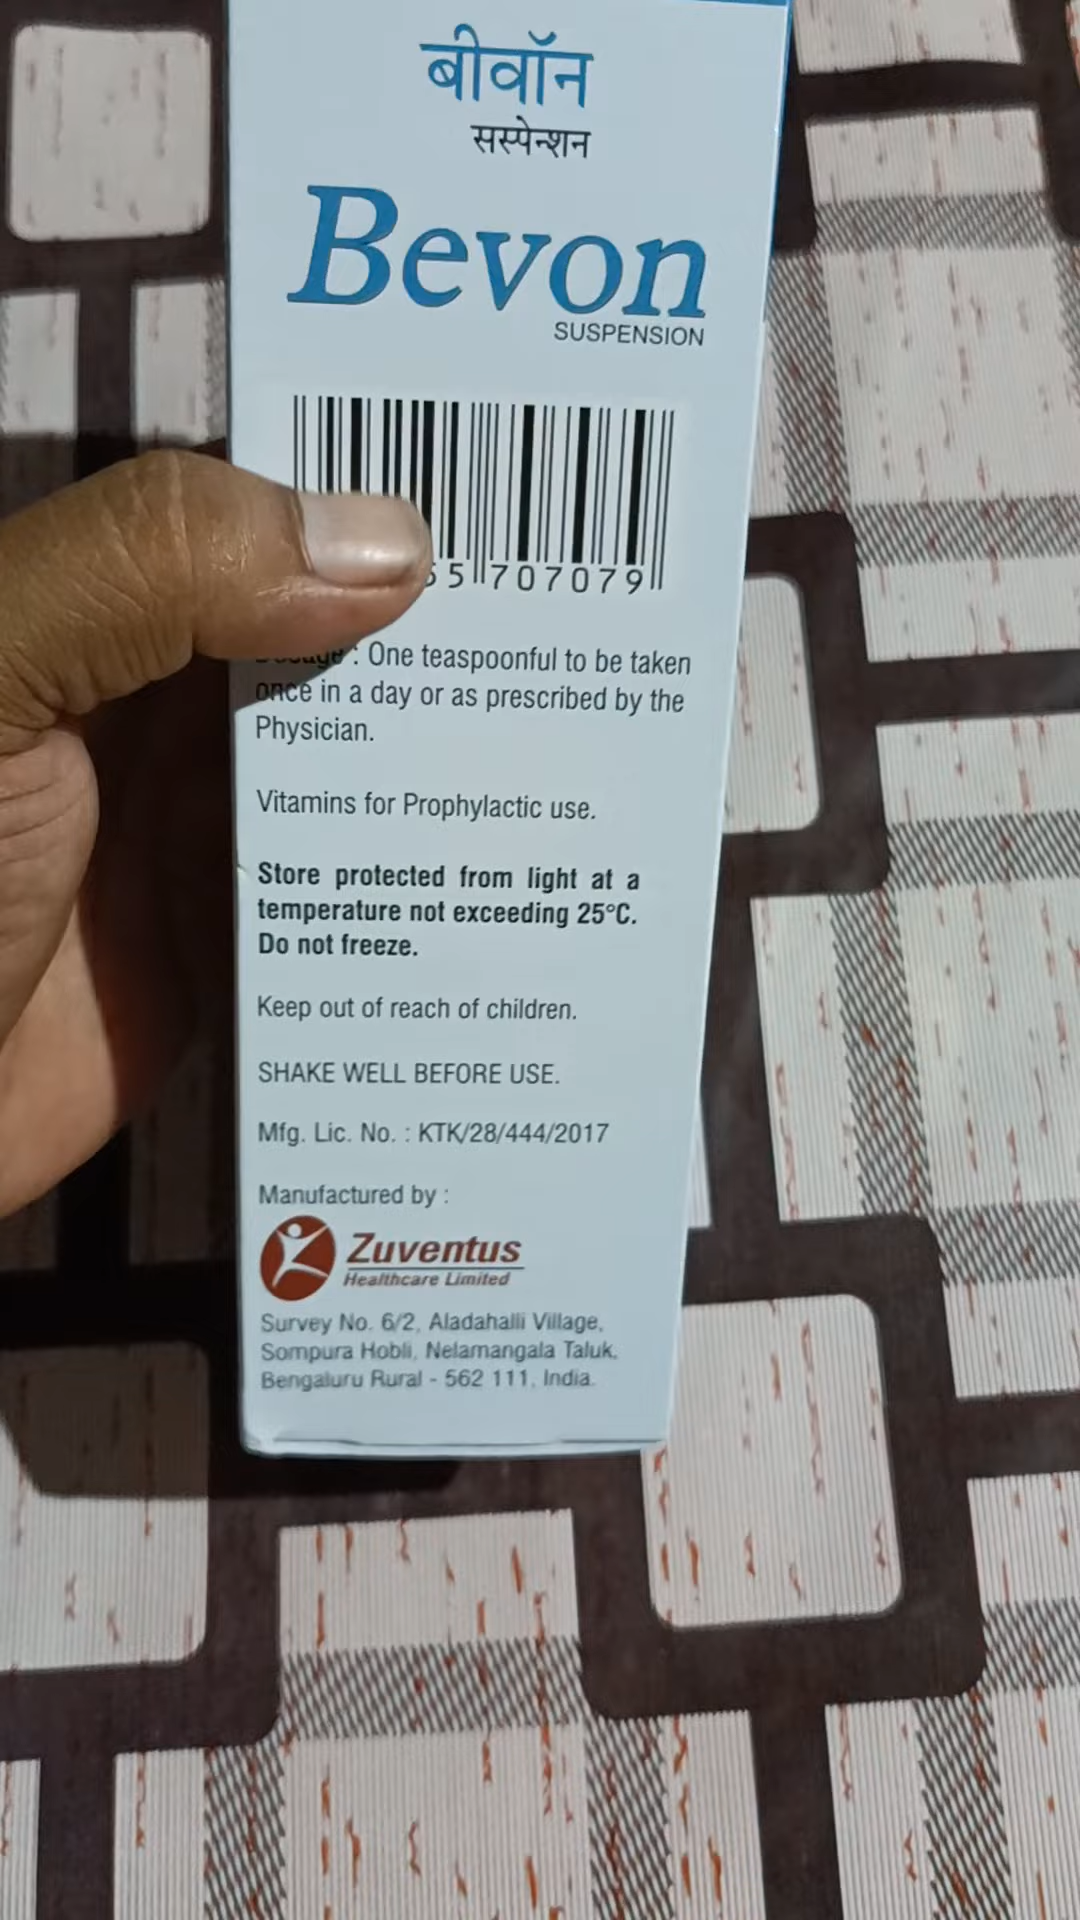 बीवॉन
सस्पेन्शन
Bevon
SUSPENSION
5 707079
: One teaspoonful to be taken
once in a day or as prescribed by the
Physician.
Vitamins for Prophylactic use.
Store protected from light at a
temperature not exceeding 25°C.
Do not freeze.
Keep out of reach of children.
SHAKE WELL BEFORE USE.
Mfg. Lic. No. : KTK/28/444/2017
Manufactured by :
Zuventus
Healthcare Limited
Survey No. 6/2, Aladahalli Village,
Sompura Hobli, Nelamangala Taluk,
Bengaluru Rural - 562 111, India.